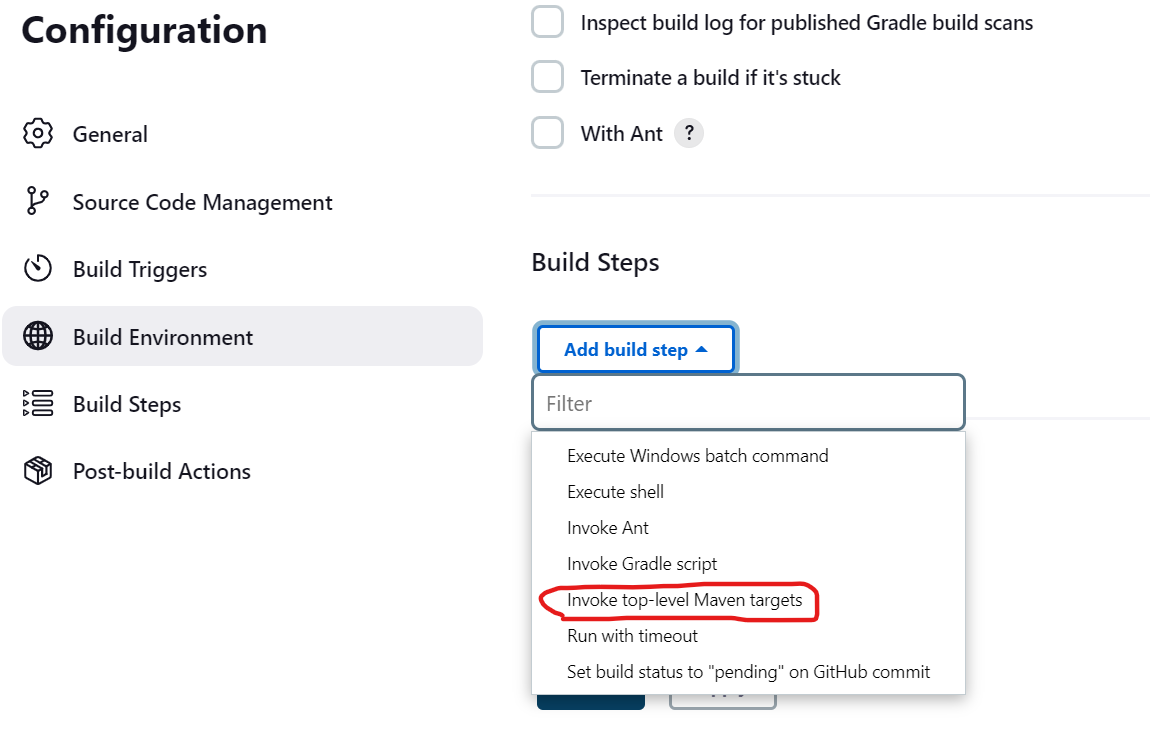 Configuration
General
Source Code Management
Build Triggers
Build Environment
Build Steps
Post-build Actions
Inspect build log for published Gradle build scans
Terminate a build if it's stuck
With Ant ?
Build Steps
Add build step
Filter
Execute Windows batch command
Execute shell
Invoke Ant
Invoke Gradle script
Invoke top-level Maven targets
Run with timeout
Set build status to "pending" on GitHub commit